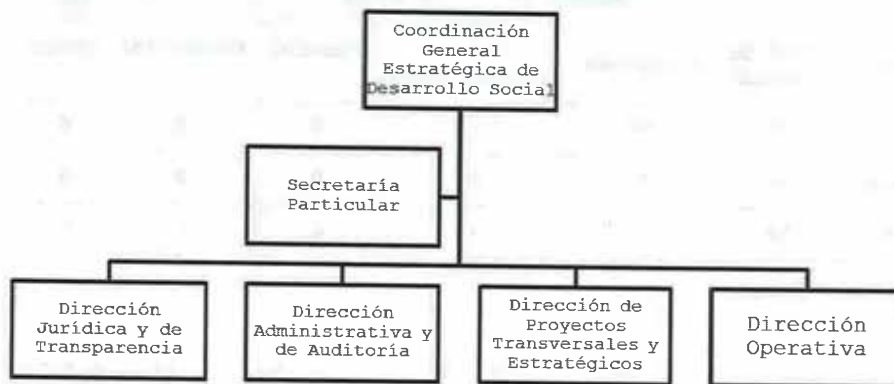 Coordinación
General
Estratégica de
Desarrollo Social
Secretaría
Particular
Dirección
Jurídica y de
Transparencia
Dirección
Administrativa y
de Auditoría
Dirección de
Proyectos
Transversales y
Estratégicos
Dirección
Operativa